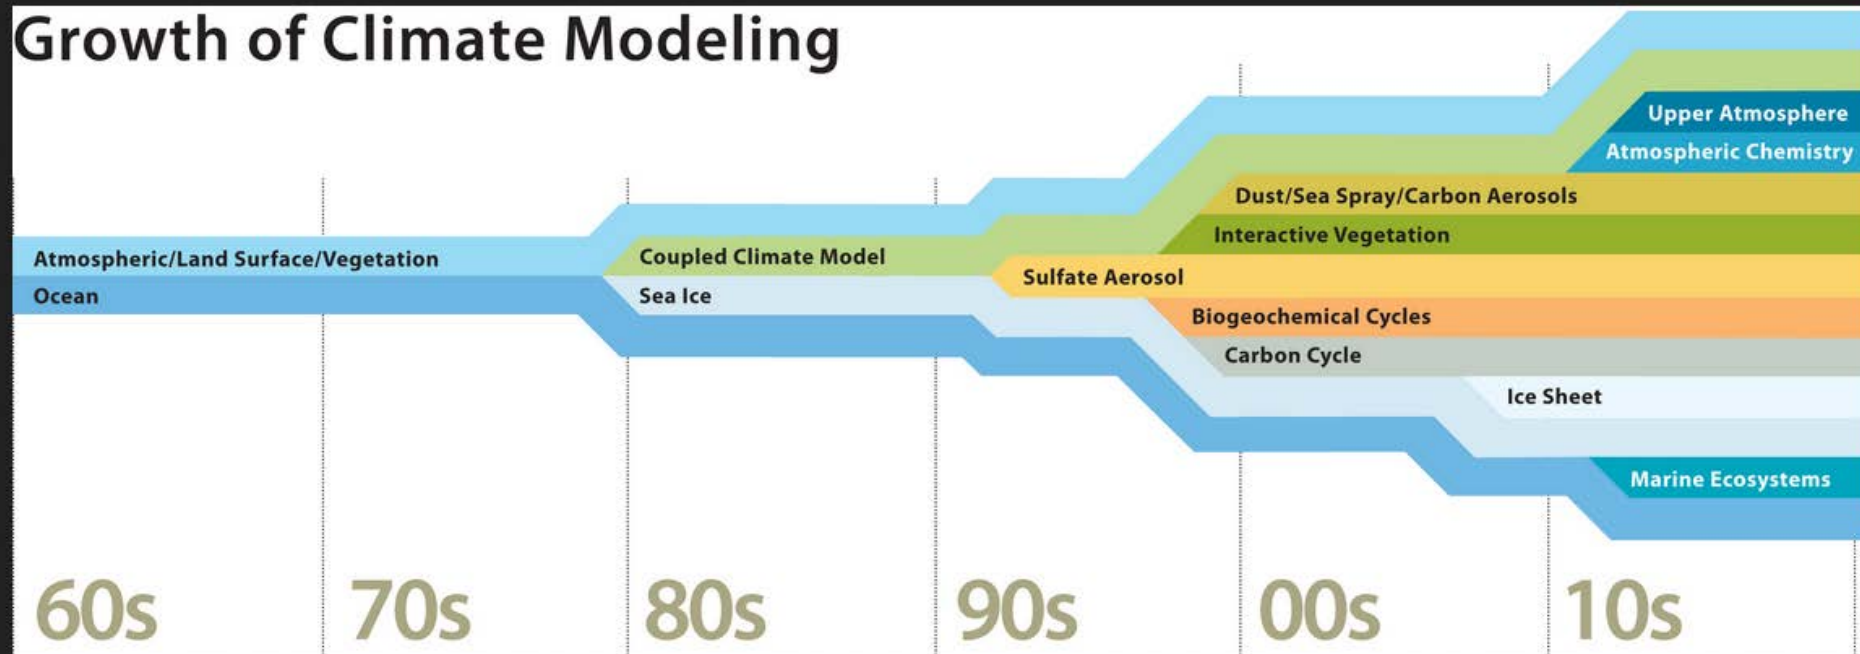 Growth of Climate Modeling
Upper Atmosphere
Atmospheric Chemistry
Dust/Sea Spray/Carbon Aerosols
Interactive Vegetation
Atmospheric/Land Surface/Vegetation
Coupled Climate Model
Sulfate Aerosol
Ocean
Sea Ice
Biogeochemical Cycles
Carbon Cycle
Ice Sheet
Marine Ecosystems
60s
70s
80s
90s
00s
10s